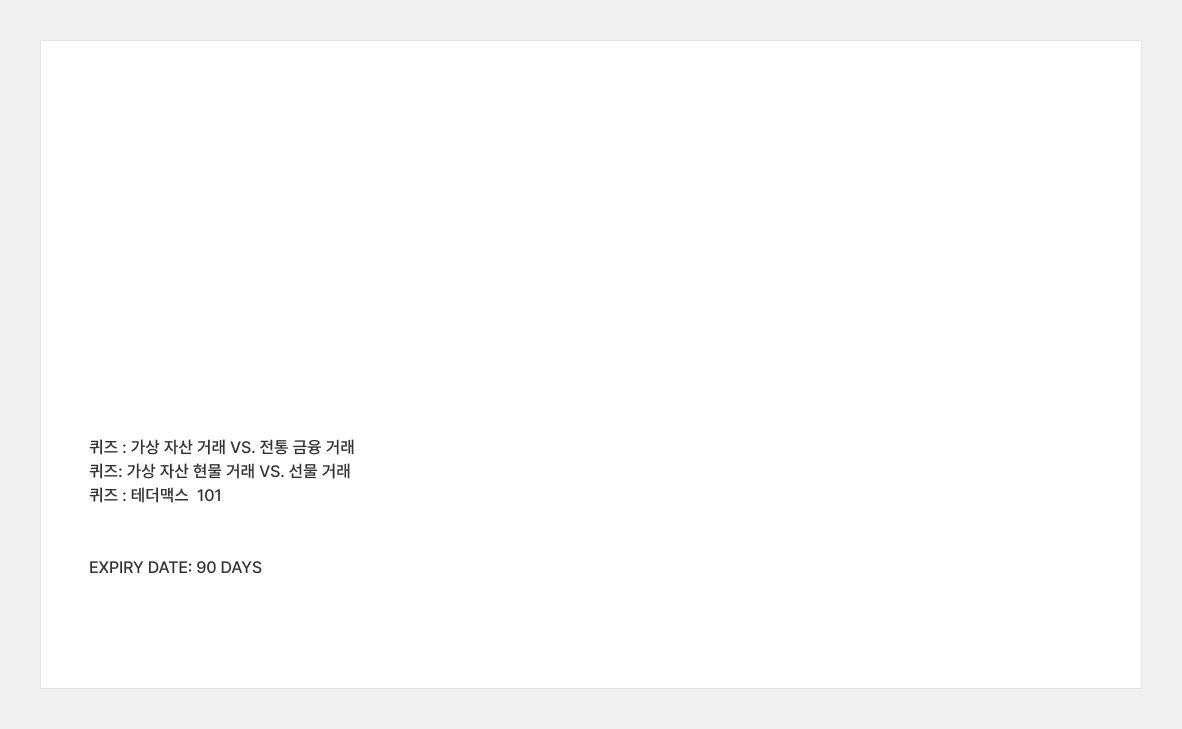 퀴즈 : 가상 자산 거래 VS. 전통 금융 거래
퀴즈: 가상 자산 현물 거래 VS. 선물 거래
퀴즈 : 테더맥스  101
EXPIRY DATE: 90 DAYS